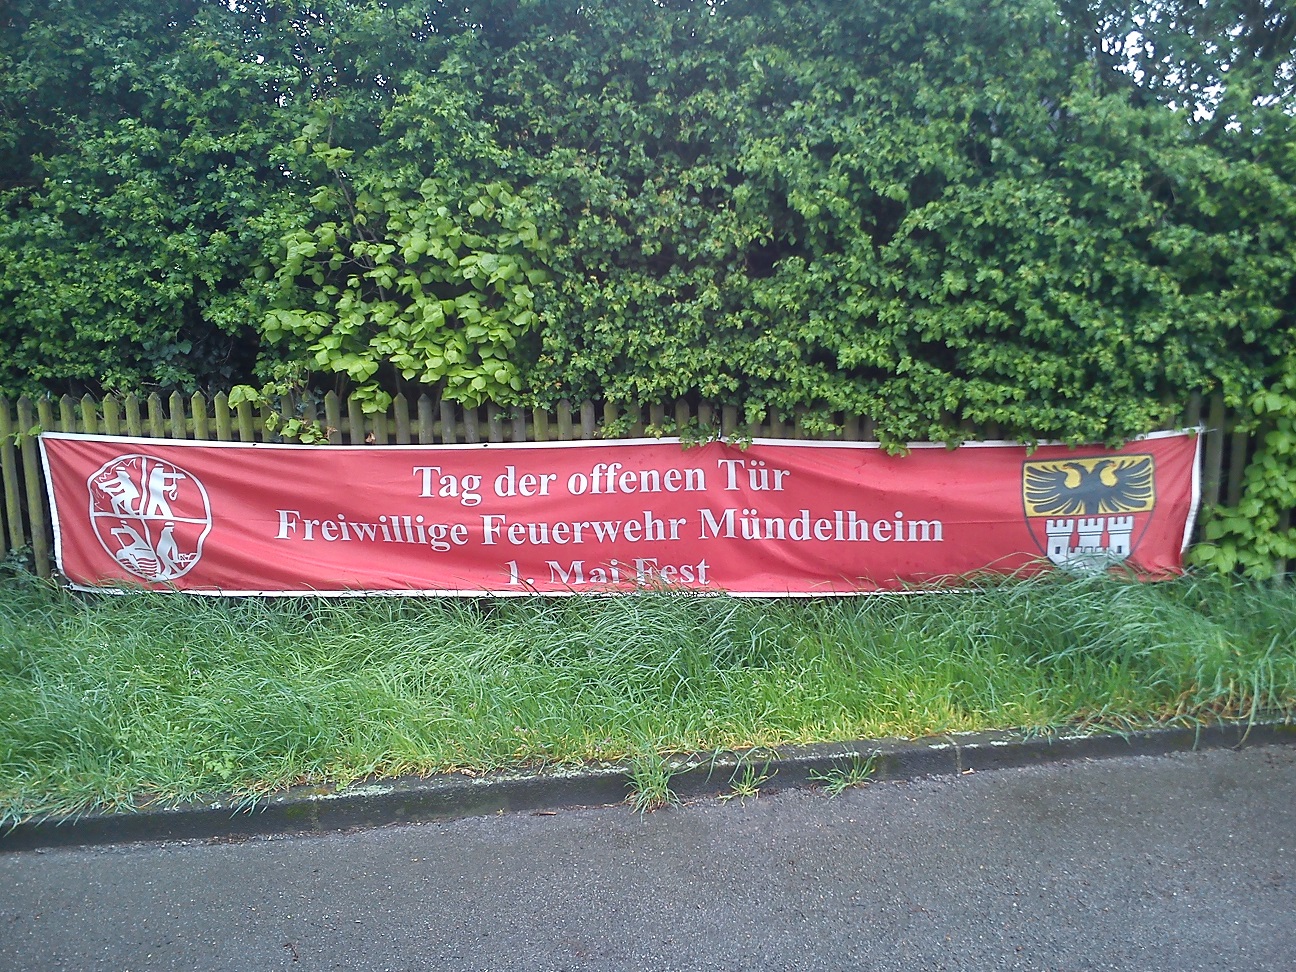 Tag der offenen Tür
Freiwillige Feuerwehr Mündelheim
1. Mai Fest